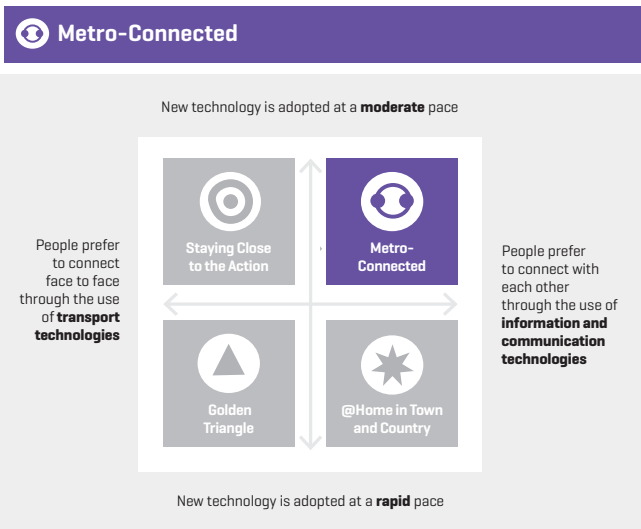 Metro-Connected
New technology is adopted at a moderate pace
Staying Close
to the Action
Metro-
Connected
People prefer
to connect
face to face
through the use
of transport
technologies
People prefer
to connect with
each other
through the use of
information and
communication
technologies
Golden
Triangle
@Home in Town
and Country
New technology is adopted at a rapid pace